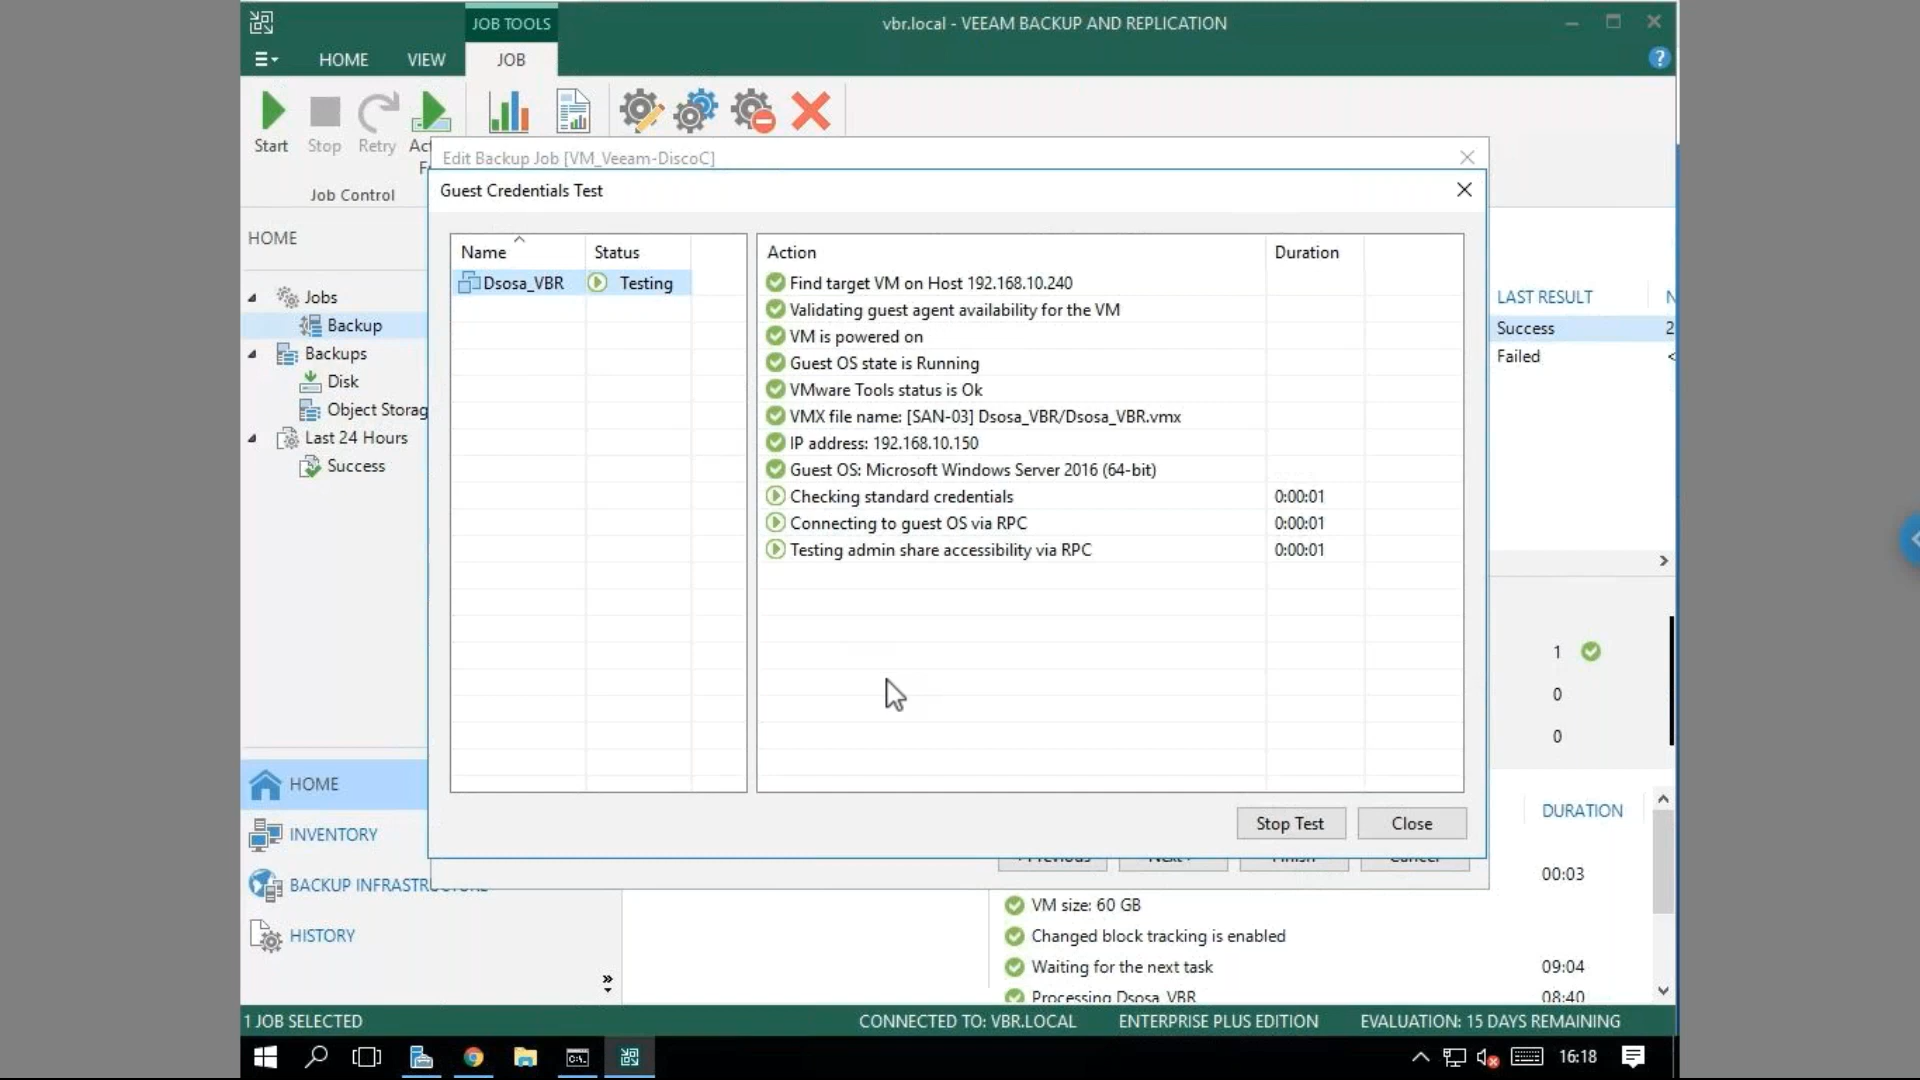 JOB TOOLS
vbr.local - VEEAM BACKUP AND REPLICATION
HOME
VIEW
JOB
Start
Stop
Retry
Job Control
Edit Backup Job [VM_Veeam-DiscoC]
Guest Credentials Test
HOME
Jobs
Backup
Backups
Disk
Object Storag
Last 24 Hours
Success
Name
Status
Dsosa_VBR
Testing
Action
Duration
Find target VM on Host 192.168.10.240
Validating guest agent availability for the VM
VM is powered on
Guest OS state is Running
VMware Tools status is Ok
VMX file name: [SAN-03] Dsosa_VBR/Dsosa_VBR.vmx
IP address: 192.168.10.150
Guest OS: Microsoft Windows Server 2016 (64-bit)
Checking standard credentials 0:00:01
Connecting to guest OS via RPC 0:00:01
Testing admin share accessibility via RPC 0:00:01
LAST RESULT
Success
Failed
1
0
0
Stop Test
Close
HOME
INVENTORY
BACKUP INFRASTRUCTURE
HISTORY
DURATION
00:03
VM size: 60 GB
Changed block tracking is enabled
Waiting for the next task 09:04
Processing Dsosa_VBR 08:40
1 JOB SELECTED
CONNECTED TO: VBR.LOCAL
ENTERPRISE PLUS EDITION
EVALUATION: 15 DAYS REMAINING
16:18